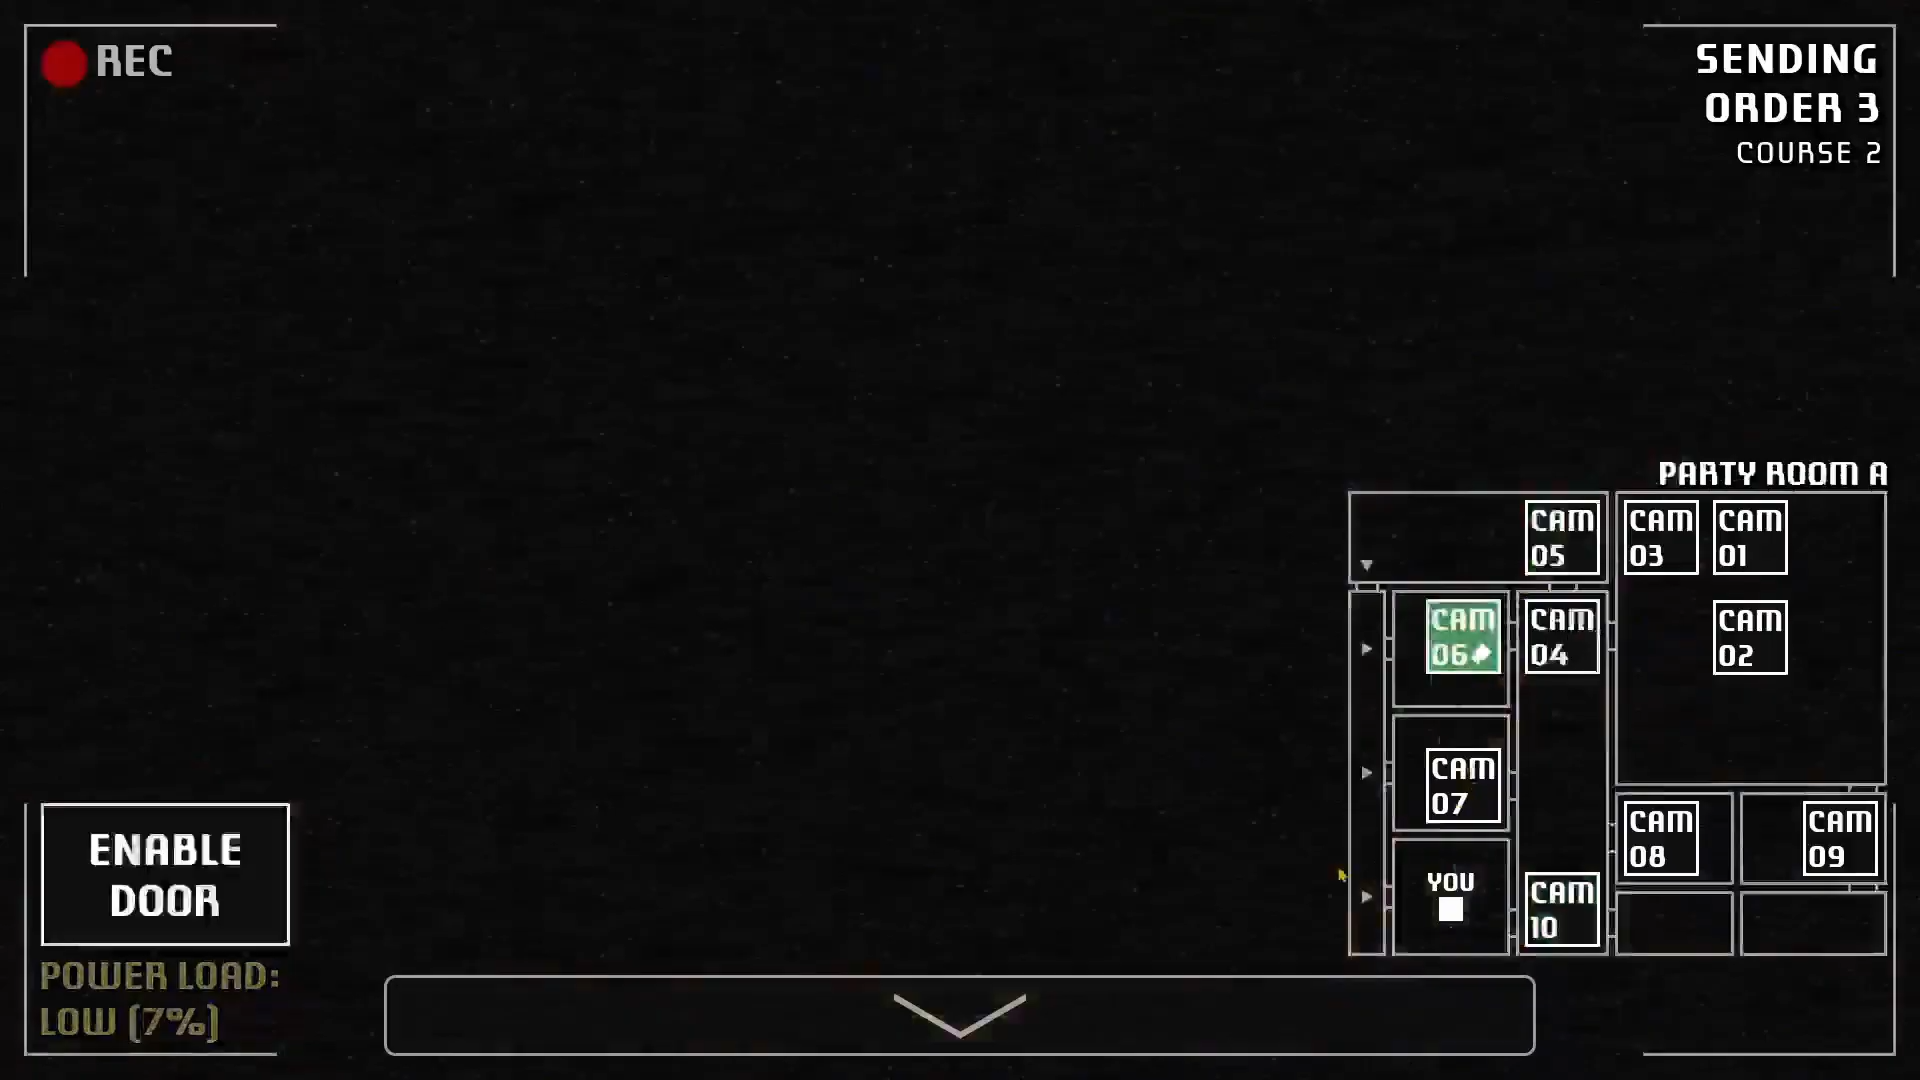 REC
SENDING
ORDER 3
COURSE 2
PARTY ROOM A
CAM
05
CAM
03
CAM
01
CAM
06
CAM
04
CAM
02
CAM
07
CAM
08
CAM
09
YOU
CAM
10
ENABLE
DOOR
POWER LOAD:
LOW (7%)